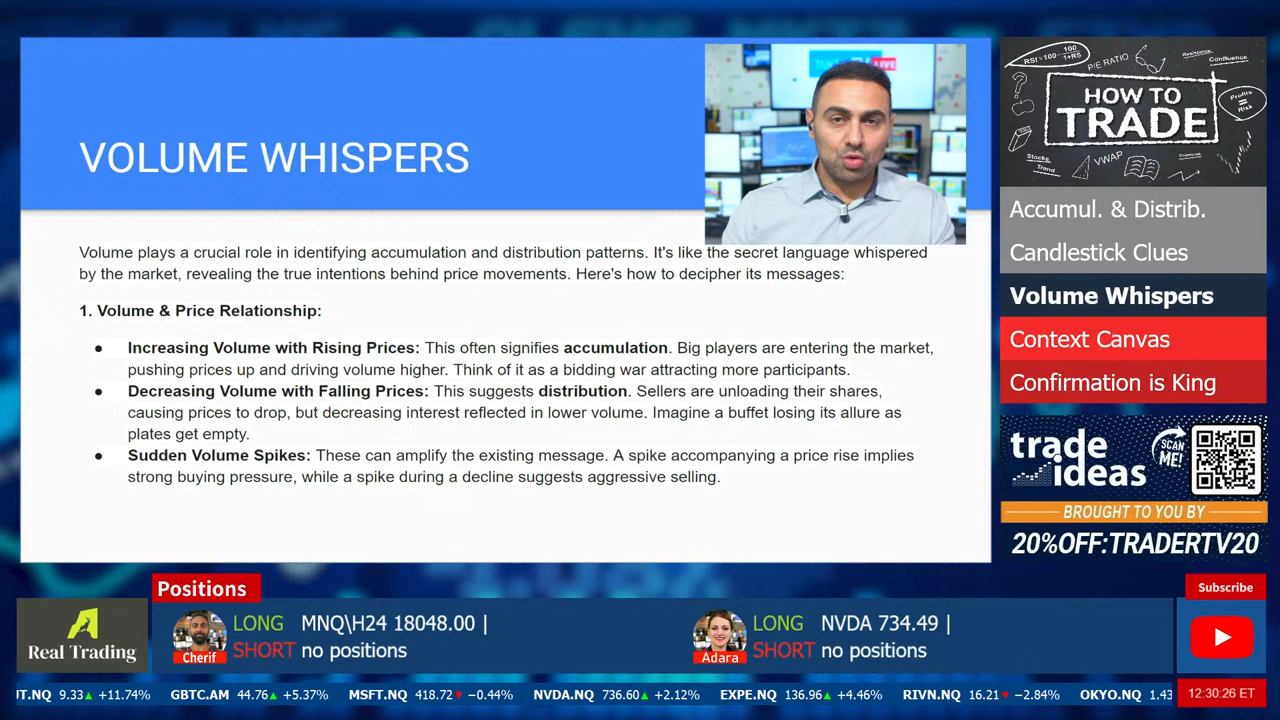 VOLUME WHISPERS
Volume plays a crucial role in identifying accumulation and distribution patterns. It's like the secret language whispered
by the market, revealing the true intentions behind price movements. Here's how to decipher its messages:
1. Volume & Price Relationship:
● Increasing Volume with Rising Prices: This often signifies accumulation. Big players are entering the market,
pushing prices up and driving volume higher. Think of it as a bidding war attracting more participants.
● Decreasing Volume with Falling Prices: This suggests distribution. Sellers are unloading their shares,
causing prices to drop, but decreasing interest reflected in lower volume. Imagine a buffet losing its allure as
plates get empty.
● Sudden Volume Spikes: These can amplify the existing message. A spike accompanying a price rise implies
strong buying pressure, while a spike during a decline suggests aggressive selling.
LIVE
P/E RATIO
Resistance
Confluence
HOW TO
TRADE
Profits
=
Risk
Stocks
Trend
VWAP
Accumul. & Distrib.
Candlestick Clues
Volume Whispers
Context Canvas
Confirmation is King
trade
ideas
SCAN
ME!
BROUGHT TO YOU BY
20%OFF:TRADERTV20
Positions
Real Trading
Cherif
LONG MNQ\H24 18048.00 |
SHORT no positions
Adara
LONG NVDA 734.49 |
SHORT no positions
Subscribe
IT.NQ 9.33▲ +11.74% GBTC.AM 44.76▲ +5.37% MSFT.NQ 418.72▼ −0.44% NVDA.NQ 736.60▲ +2.12% EXPE.NQ 136.96▲ +4.46% RIVN.NQ 16.21▼ −2.84% OKYO.NQ 1.43
12:30:26 ET